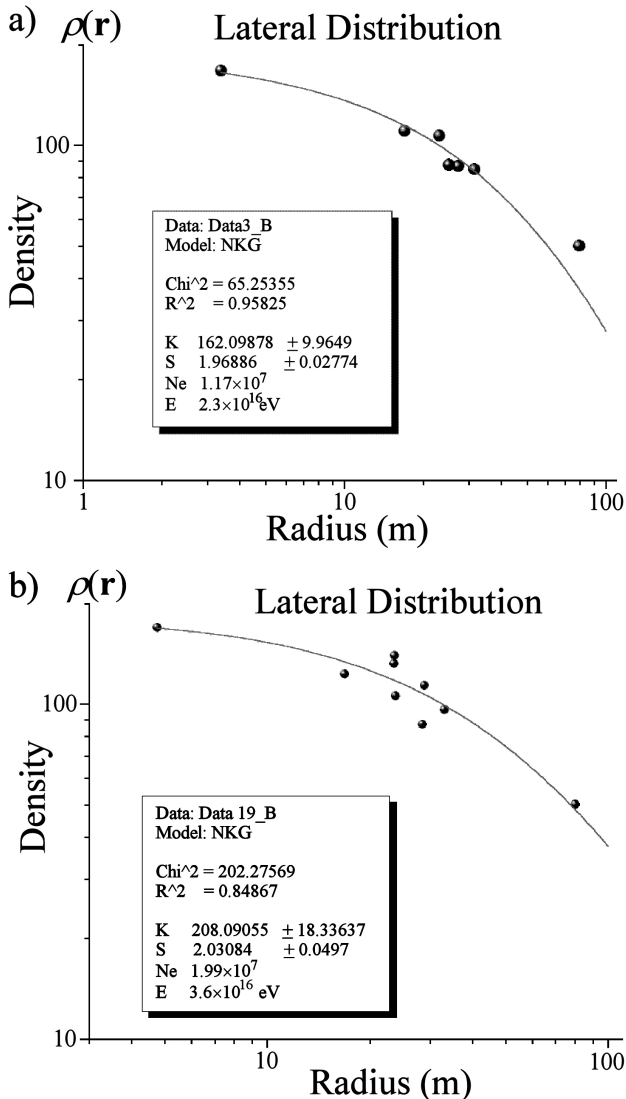 a) ρ(r) Lateral Distribution
100
Density
Data: Data3_B
Model: NKG
Chi^2 = 65.25355
R^2 = 0.95825
K 162.09878 ± 9.9649
S 1.96886 ± 0.02774
Ne 1.17×10^7
E 2.3×10^16eV
10
1 10 100
Radius (m)
b) ρ(r)
Lateral Distribution
100
Density
Data: Data 19_B
Model: NKG
Chi^2 = 202.27569
R^2 = 0.84867
K 208.09055 ± 18.33637
S 2.03084 ± 0.0497
Ne 1.99×10^7
E 3.6×10^16 eV
10
10 100
Radius (m)